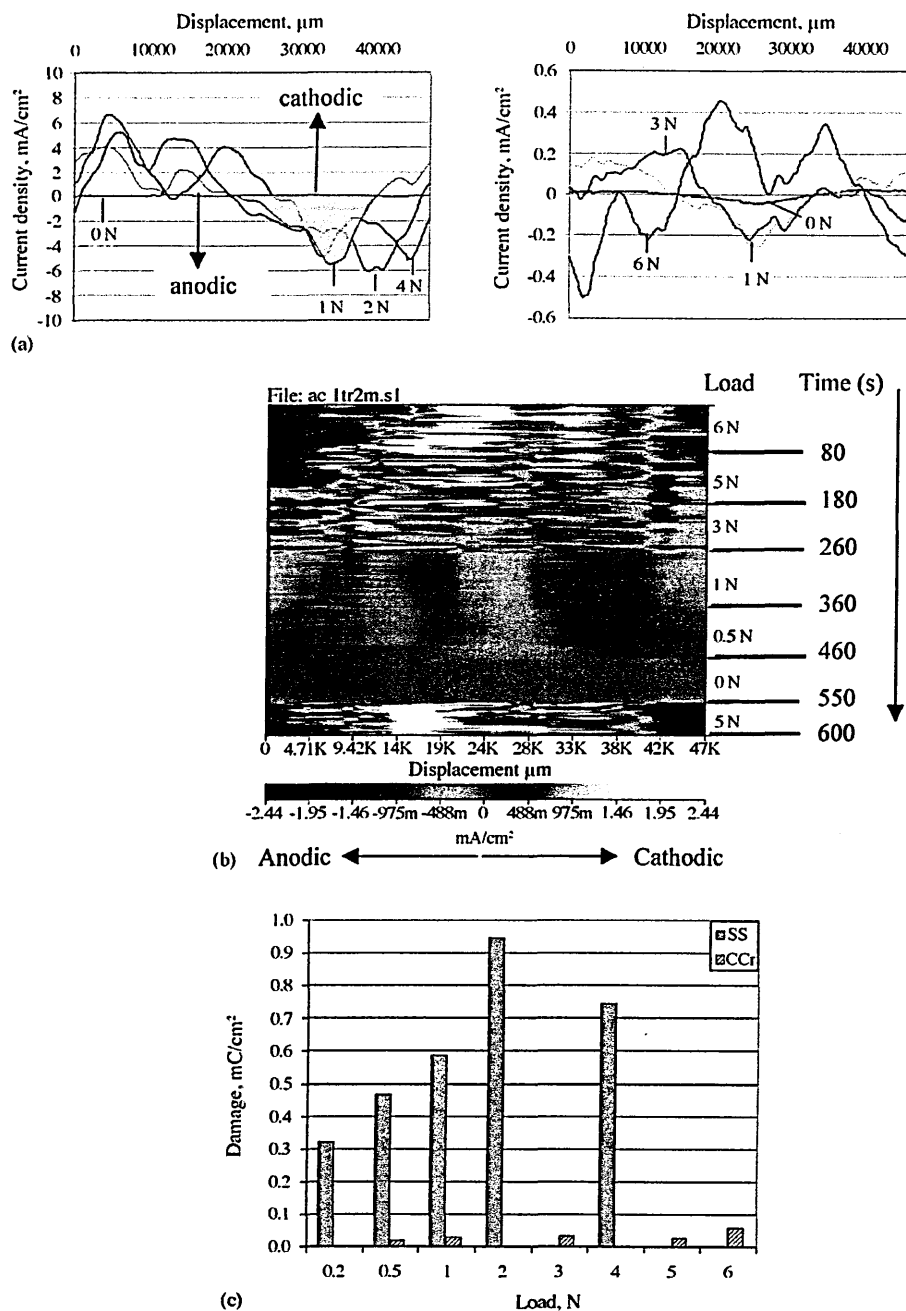 Displacement, µm
0 10000 20000 30000 40000
10
8
6
4
2
0
-2
-4
-6
-8
-10
Current density, mA/cm²
cathodic
anodic
0 N
1 N
2 N
4 N
Displacement, µm
0 10000 20000 30000 40000
0.6
0.4
0.2
0
-0.2
-0.4
-0.6
Current density, mA/cm²
3 N
0 N
6 N
1 N
(a)
File: ac_1tr2m.s1
Load Time (s)
6 N
80
5 N
180
3 N
260
1 N
360
0.5 N
460
0 N
550
5 N
600
0 4.71K 9.42K 14K 19K 24K 28K 33K 38K 42K 47K
Displacement µm
-2.44 -1.95 -1.46 -975m -488m 0 488m 975m 1.46 1.95 2.44
mA/cm²
(b) Anodic Cathodic
1.0
0.9
0.8
0.7
0.6
0.5
0.4
0.3
0.2
0.1
0.0
Damage, mC/cm²
SS
CCr
0.2 0.5 1 2 3 4 5 6
(c) Load, N